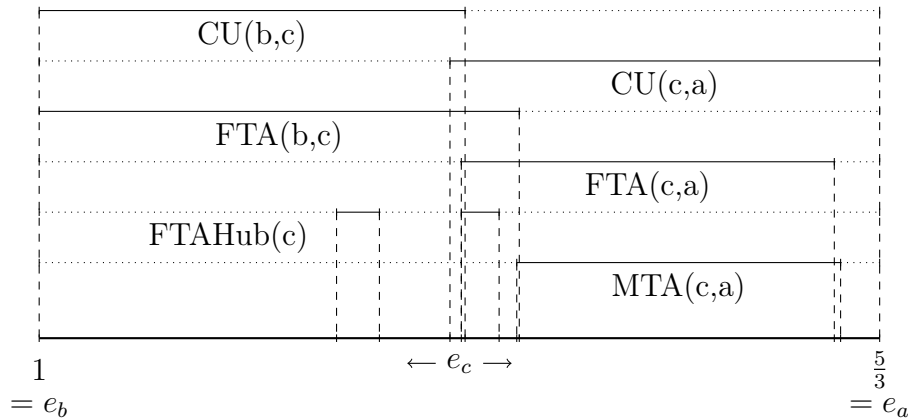 CU(b,c)
CU(c,a)
FTA(b,c)
FTA(c,a)
FTAHub(c)
MTA(c,a)
← e_c →
1
5/3
= e_b
= e_a